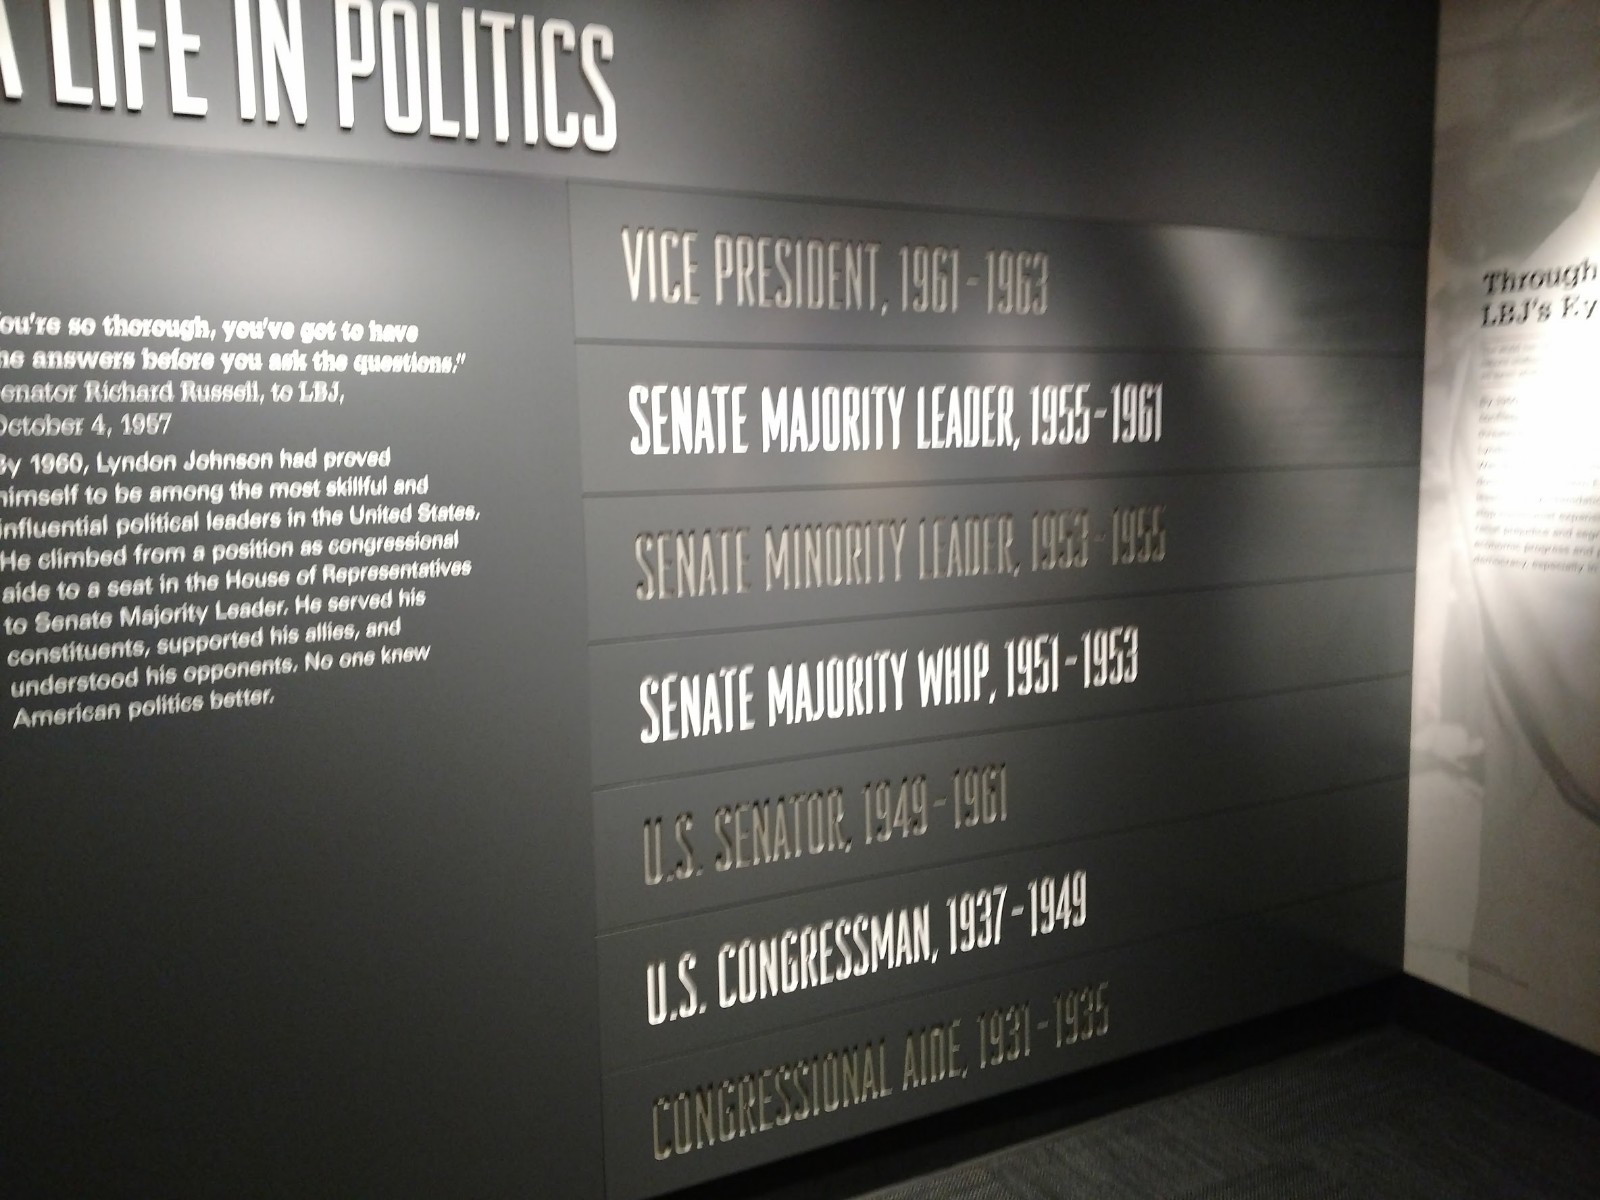 LIFE IN POLITICS
ou're so thorough, you've got to have
he answers before you ask the questions."
enator Richard Russell, to LBJ,
October 4, 1957
By 1960, Lyndon Johnson had proved
himself to be among the most skillful and
influential political leaders in the United States.
He climbed from a position as congressional
aide to a seat in the House of Representatives
to Senate Majority Leader. He served his
constituents, supported his allies, and
understood his opponents. No one knew
American politics better.
VICE PRESIDENT, 1961-1963
SENATE MAJORITY LEADER, 1955-1961
SENATE MINORITY LEADER, 1953-1955
SENATE MAJORITY WHIP, 1951-1953
U.S. SENATOR, 1949-1961
U.S. CONGRESSMAN, 1937-1949
CONGRESSIONAL AIDE, 1931-1935
Through
LBJ's Ey